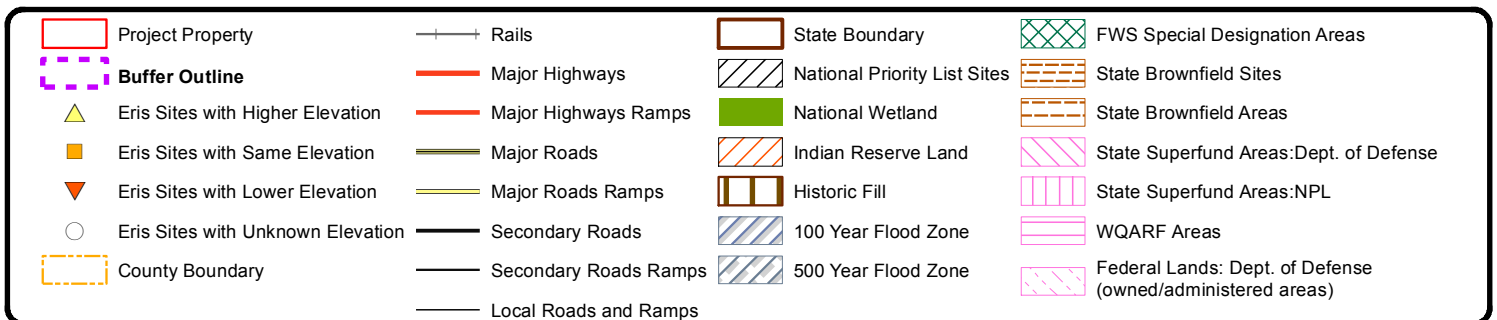 Project Property
Buffer Outline
Eris Sites with Higher Elevation
Eris Sites with Same Elevation
Eris Sites with Lower Elevation
Eris Sites with Unknown Elevation
County Boundary
Rails
Major Highways
Major Highways Ramps
Major Roads
Major Roads Ramps
Secondary Roads
Secondary Roads Ramps
Local Roads and Ramps
State Boundary
National Priority List Sites
National Wetland
Indian Reserve Land
Historic Fill
100 Year Flood Zone
500 Year Flood Zone
FWS Special Designation Areas
State Brownfield Sites
State Brownfield Areas
State Superfund Areas:Dept. of Defense
State Superfund Areas:NPL
WQARF Areas
Federal Lands: Dept. of Defense
(owned/administered areas)